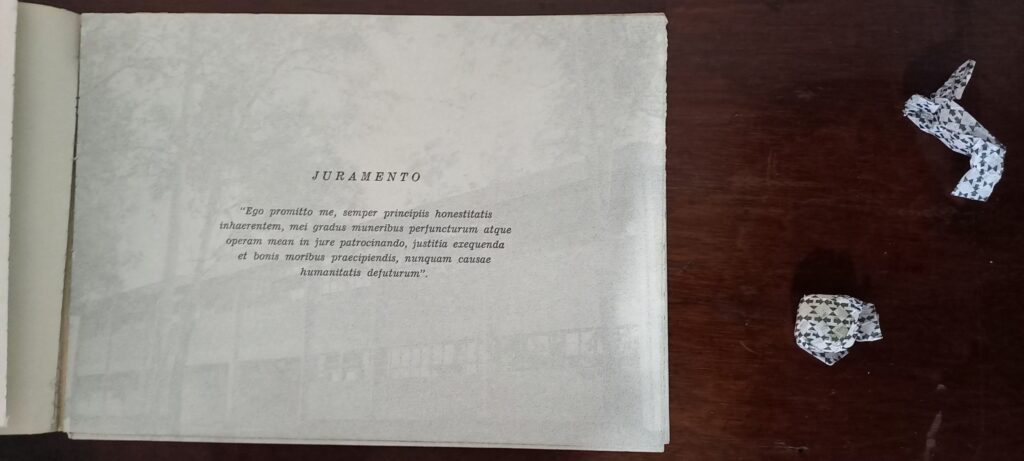 JURAMENTO
"Ego promitto me, semper principiis honestitatis
inhaerentem, mei gradus muneribus perfuncturum atque
operam mean in jure patrocinando, justitia exequenda
et bonis moribus praecipiendis, nunquam causae
humanitatis defuturum".